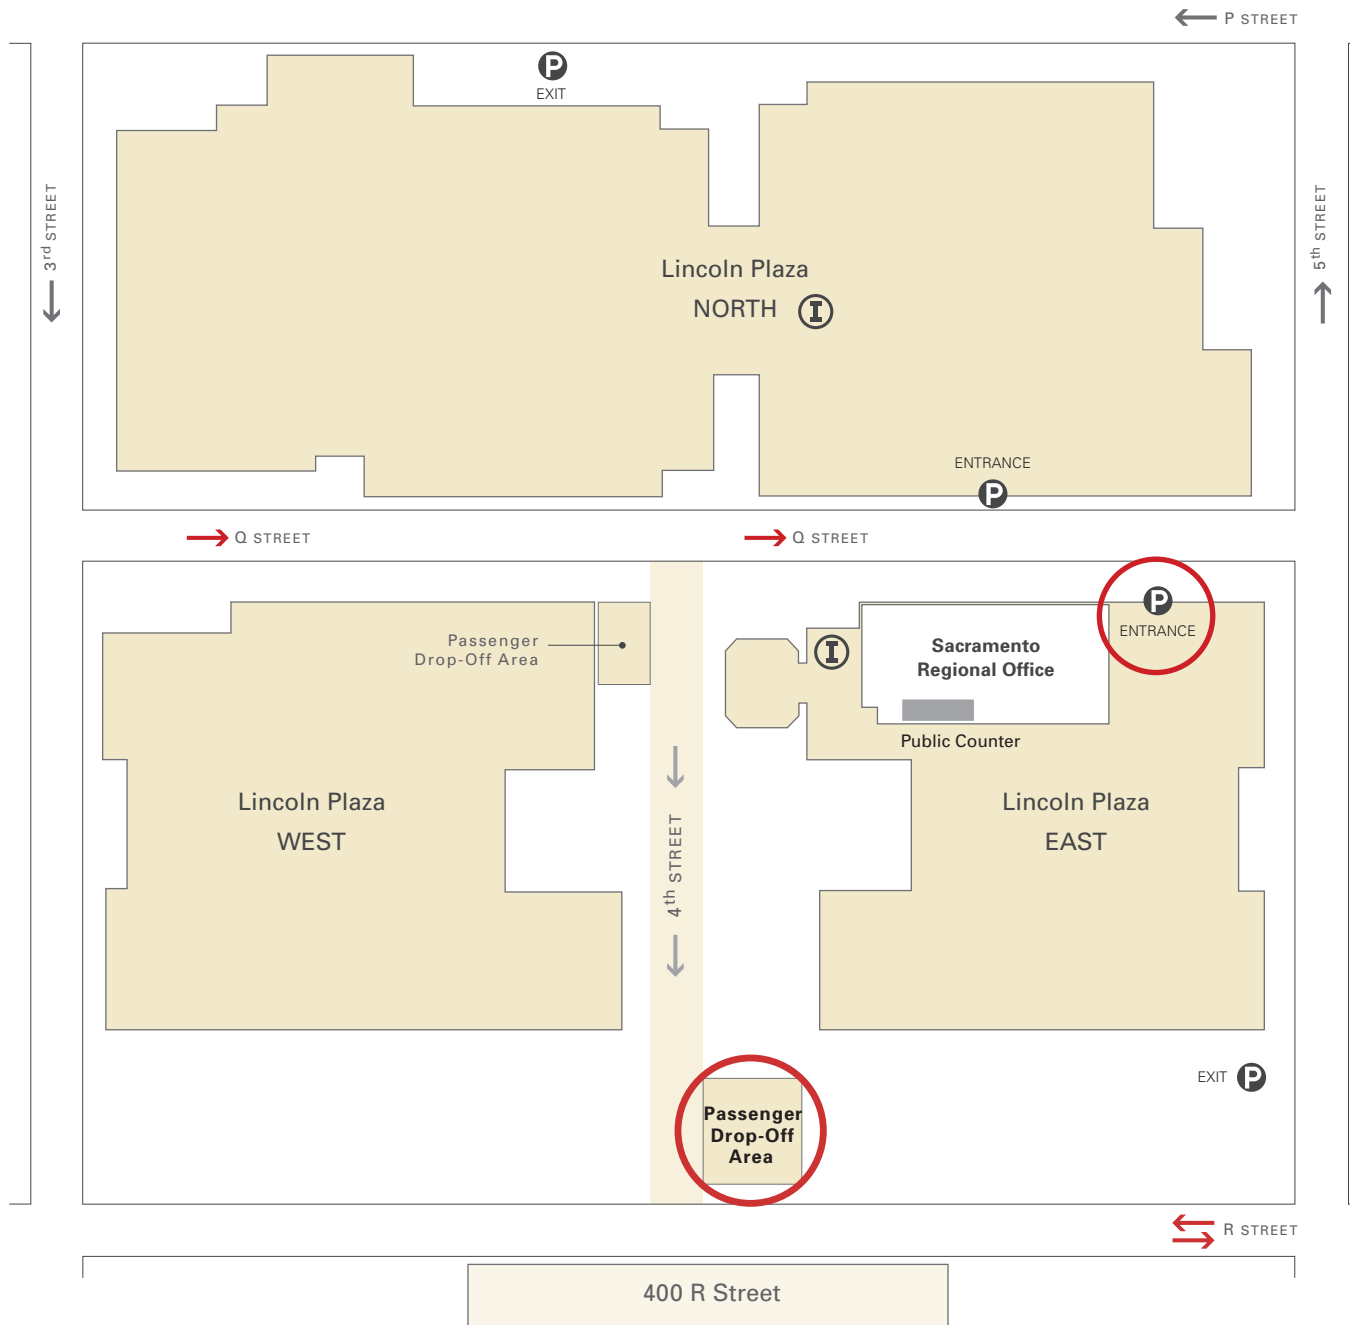 P STREET
P
EXIT
3rd STREET
5th STREET
Lincoln Plaza
NORTH
I
ENTRANCE
P
Q STREET
Q STREET
P
ENTRANCE
Passenger
Drop-Off Area
I
Sacramento
Regional Office
Public Counter
Lincoln Plaza
WEST
4th STREET
Lincoln Plaza
EAST
EXIT P
Passenger
Drop-Off
Area
R STREET
400 R Street